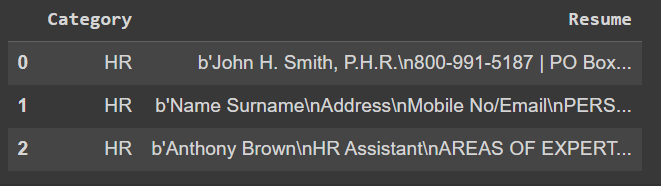 Category Resume
0 HR b'John H. Smith, P.H.R.\n800-991-5187 | PO Box...
1 HR b'Name Surname\nAddress\nMobile No/Email\nPERS...
2 HR b'Anthony Brown\nHR Assistant\nAREAS OF EXPERT...